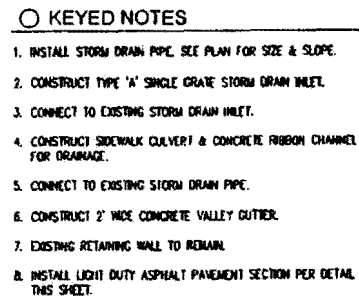 KEYED NOTES
1. INSTALL STORM DRAIN PIPE, SEE PLAN FOR SIZE & SLOPE.
2. CONSTRUCT TYPE 'A' SINGLE GRATE STORM DRAIN INLET.
3. CONNECT TO EXISTING STORM DRAIN INLET.
4. CONSTRUCT SIDEWALK CULVERT & CONCRETE RIBBON CHANNEL
FOR DRAINAGE.
5. CONNECT TO EXISTING STORM DRAIN PIPE.
6. CONSTRUCT 2' WIDE CONCRETE VALLEY GUTTER.
7. EXISTING RETAINING WALL TO REMAIN.
8. INSTALL LIGHT DUTY ASPHALT PAVEMENT SECTION PER DETAIL
THIS SHEET.